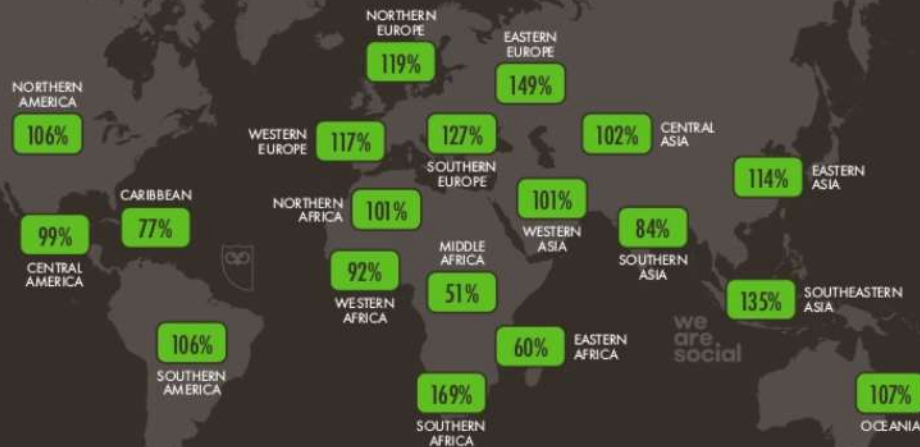 NORTHERN
EUROPE
119%
EASTERN
EUROPE
149%
NORTHERN
AMERICA
106%
WESTERN
EUROPE
117%
127%
SOUTHERN
EUROPE
102%
CENTRAL
ASIA
114%
EASTERN
ASIA
CARIBBEAN
77%
NORTHERN
AFRICA
101%
101%
WESTERN
ASIA
84%
SOUTHERN
ASIA
99%
CENTRAL
AMERICA
92%
WESTERN
AFRICA
MIDDLE
AFRICA
51%
135%
SOUTHEASTERN
ASIA
we
are
social
106%
SOUTHERN
AMERICA
60%
EASTERN
AFRICA
169%
SOUTHERN
AFRICA
107%
OCEANIA